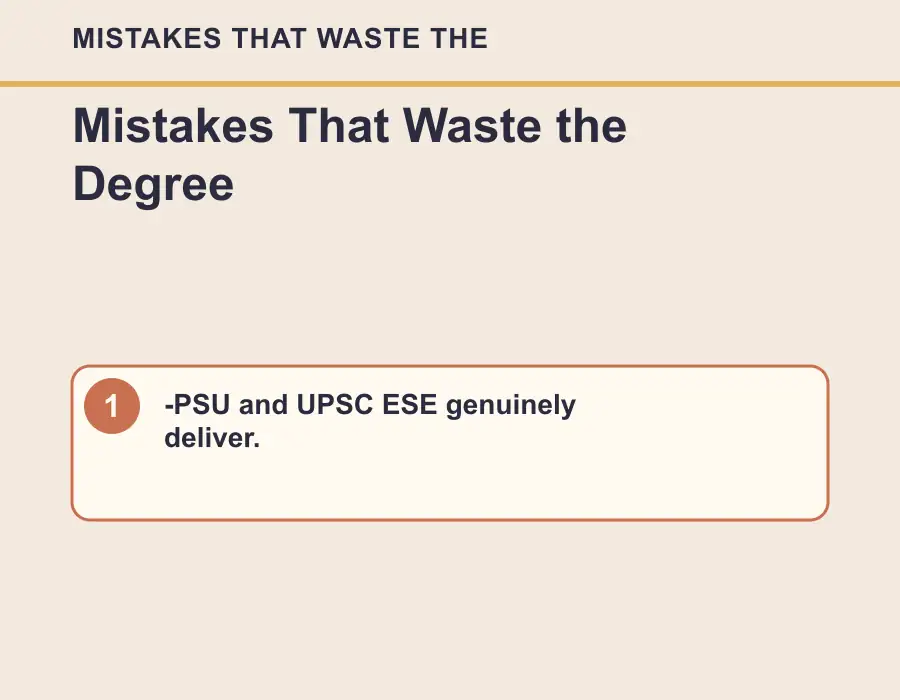 MISTAKES THAT WASTE THE
Mistakes That Waste the
Degree
1
-PSU and UPSC ESE genuinely
deliver.